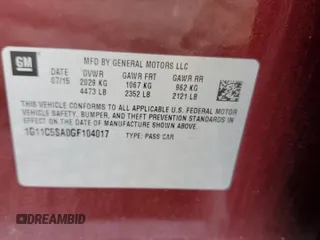 GM
MFD BY GENERAL MOTORS LLC
DATE GVWR GAWR FRT GAWR RR
07/15 2029 KG 1067 KG 962 KG
4473 LB 2352 LB 2121 LB
THIS VEHICLE CONFORMS TO ALL APPLICABLE U.S. FEDERAL MOTOR
VEHICLE SAFETY, BUMPER, AND THEFT PREVENTION STANDARDS
IN EFFECT ON THE DATE OF MANUFACTURE SHOWN ABOVE.
1G11C5SA0GF104017 TYPE: PASS CAR
DREAMBID